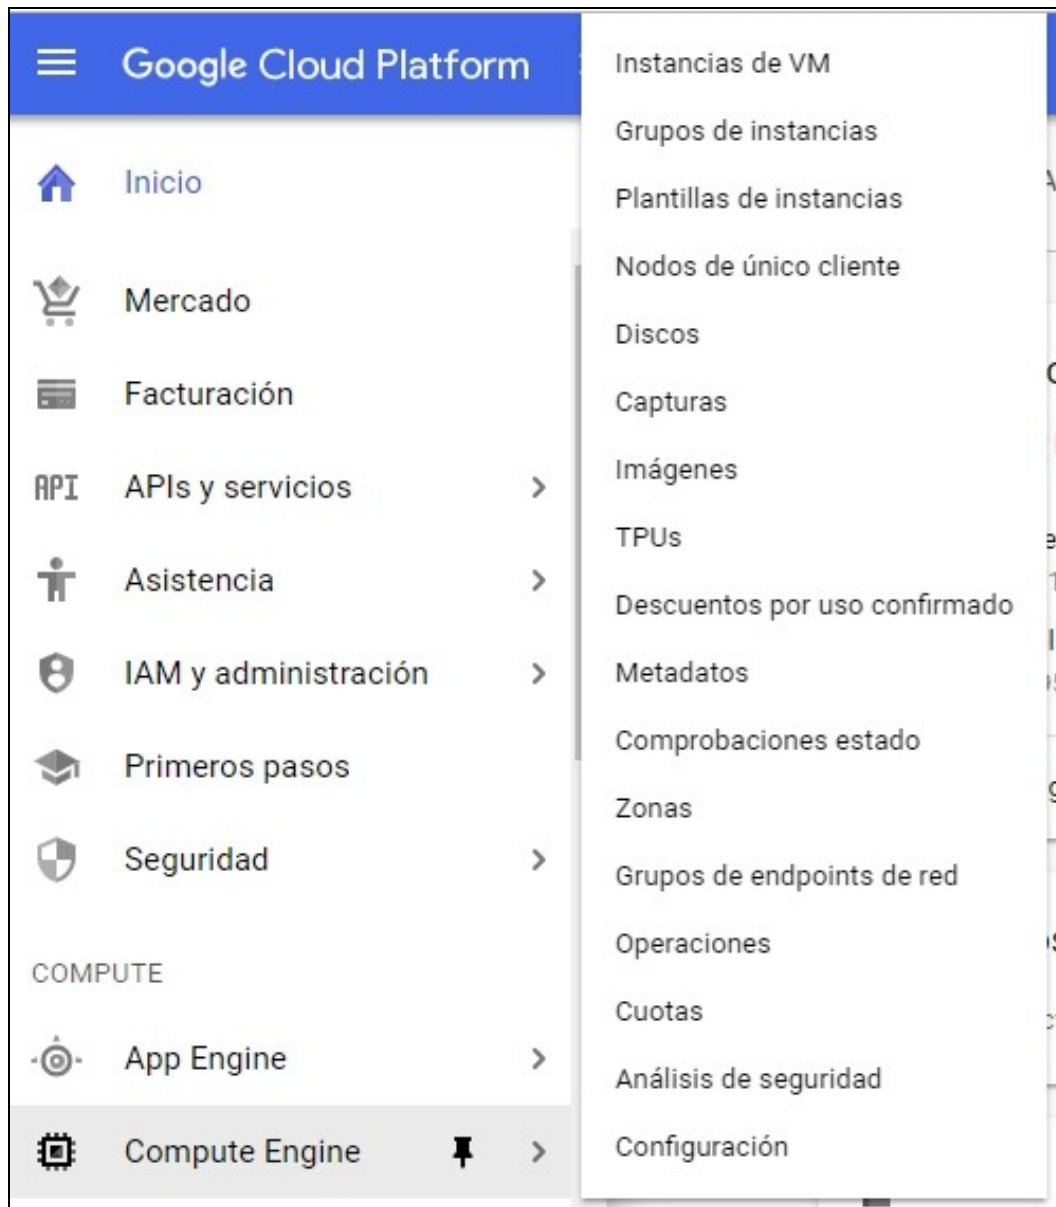 Google Cloud Platform
Inicio
Mercado
Facturación
API APIs y servicios
Asistencia
IAM y administración
Primeros pasos
Seguridad
COMPUTE
App Engine
Compute Engine
Instancias de VM
Grupos de instancias
Plantillas de instancias
Nodos de único cliente
Discos
Capturas
Imágenes
TPUs
Descuentos por uso confirmado
Metadatos
Comprobaciones estado
Zonas
Grupos de endpoints de red
Operaciones
Cuotas
Análisis de seguridad
Configuración